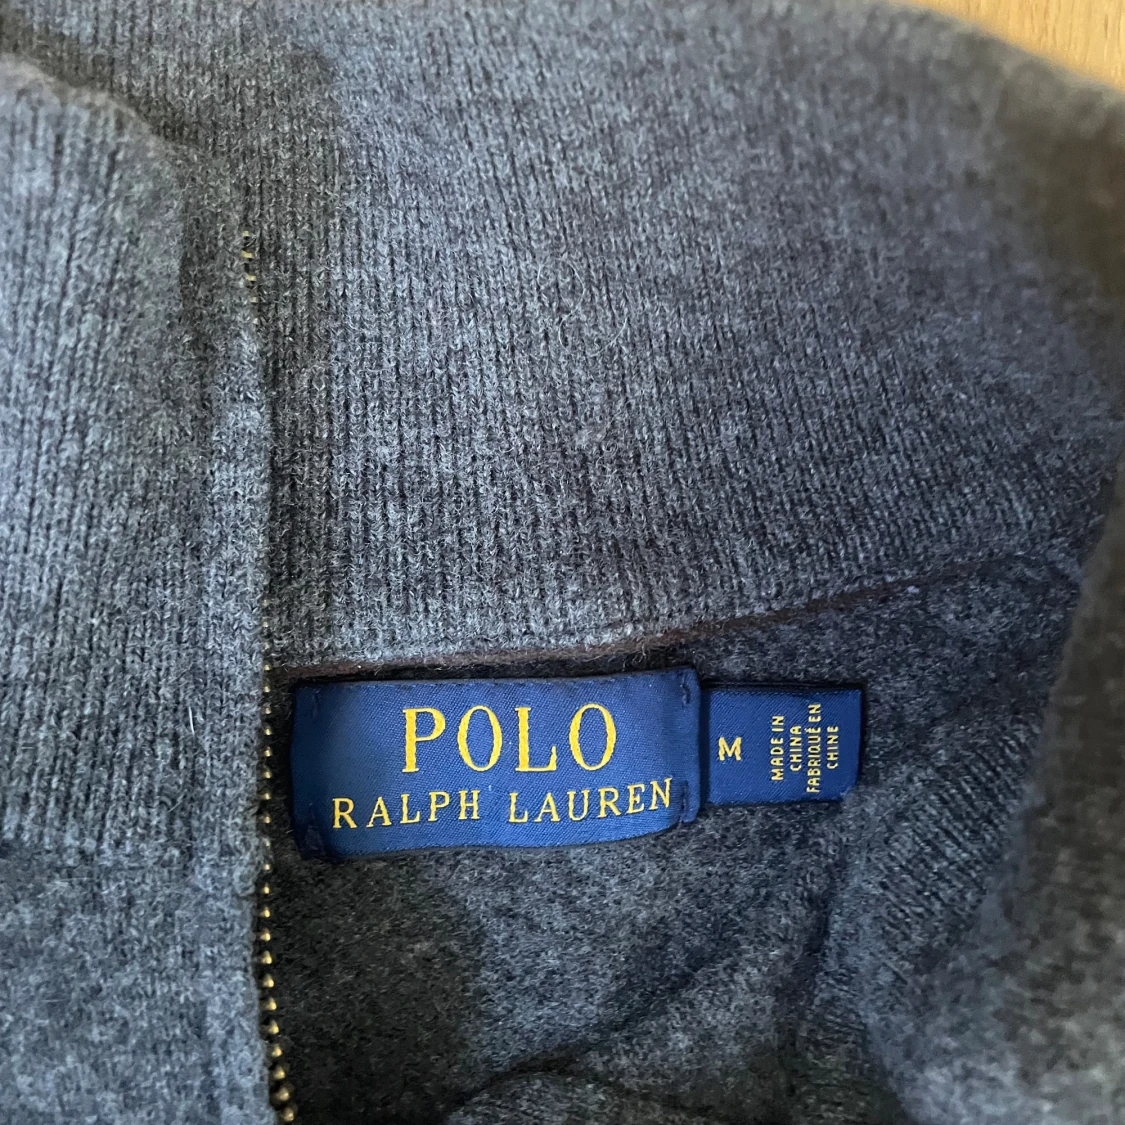 POLO
RALPH LAUREN
M
MADE IN
CHINA
FABRIQUÉ EN
CHINE